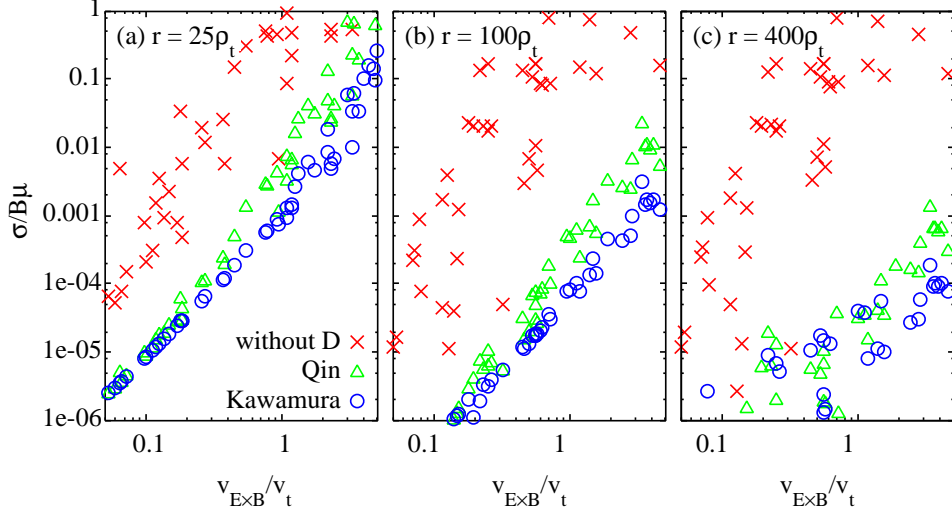 (a) r = 25ρt (b) r = 100ρt (c) r = 400ρt
1
0.1
0.01
0.001
1e-04
1e-05
1e-06
σ/Bμ
without D
Qin
Kawamura
0.1 1 0.1 1 0.1 1
vE×B/vt vE×B/vt vE×B/vt